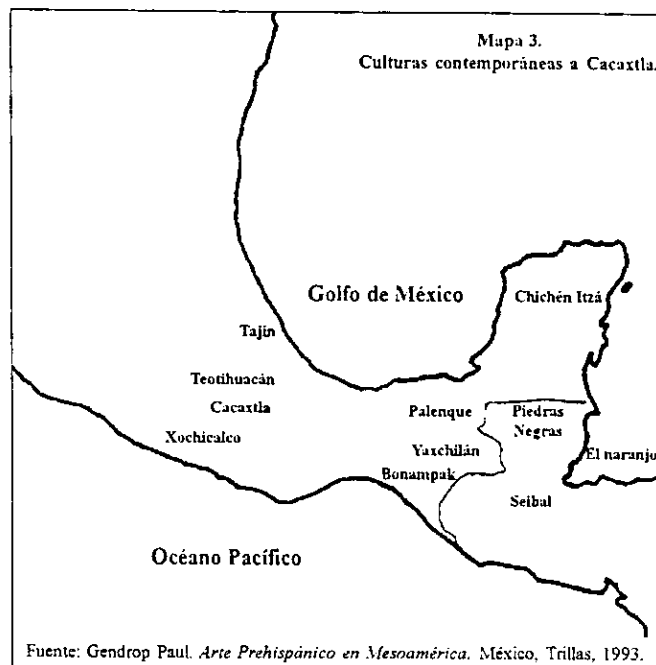 Mapa 3.
Culturas contemporáneas a Cacaxtla.
Golfo de México
Chichén Itzá
Tajín
Teotihuacán
Cacaxtla
Xochicalco
Palenque
Piedras
Negras
Yaxchilán
El naranjo
Bonampak
Seibal
Océano Pacífico
Fuente: Gendrop Paul. Arte Prehispánico en Mesoamérica. México, Trillas, 1993.